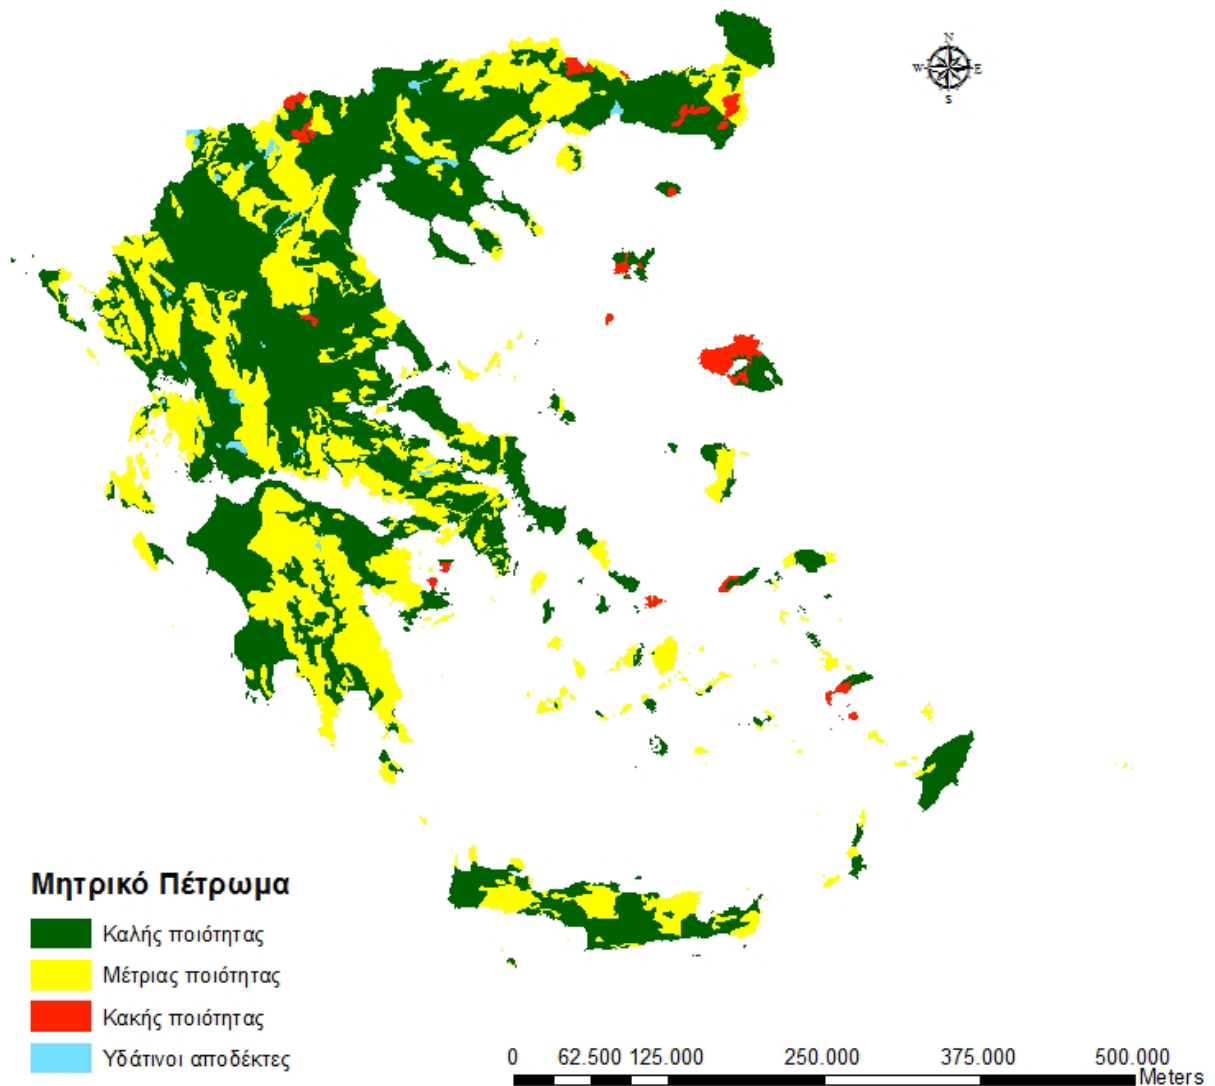 N
W E
S
Μητρικό Πέτρωμα
Καλής ποιότητας
Μέτριας ποιότητας
Κακής ποιότητας
Υδάτινοι αποδέκτες
0 62.500 125.000 250.000 375.000 500.000
Meters